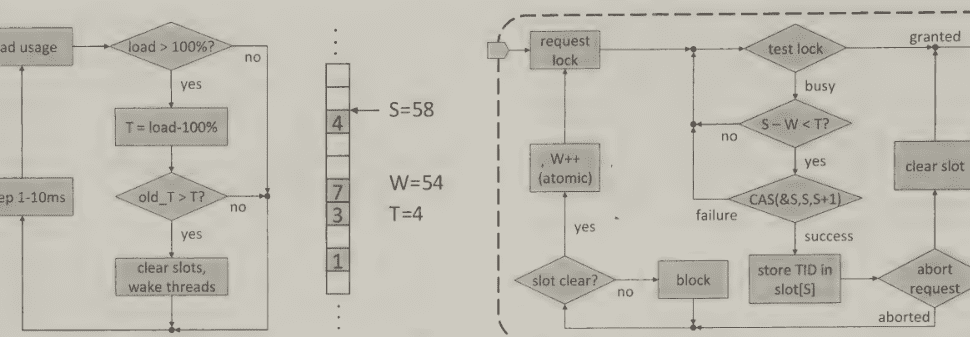 ad usage
load > 100%?
no
yes
T = load-100%
ep 1-10ms
old_T > T?
no
yes
clear slots,
wake threads
S=58
4
7
3
1
W=54
T=4
request
lock
test lock
granted
busy
S – W < T?
no
yes
W++
(atomic)
clear slot
CAS(&S,S,S+1)
failure
success
yes
slot clear?
no
block
store TID in
slot[S]
abort
request
aborted